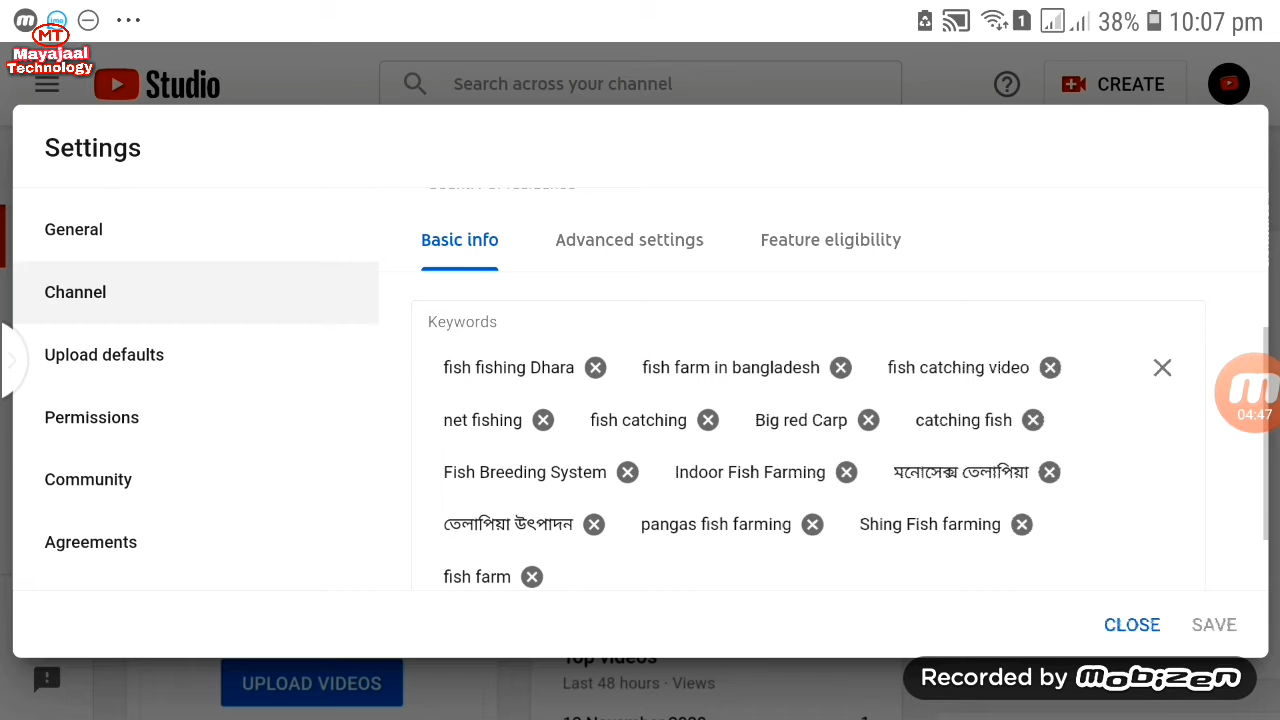 38% 10:07 pm
MT
Mayajaal
Technology
Studio
Search across your channel
CREATE
Settings
General
Channel
Upload defaults
Permissions
Community
Agreements
Basic info
Advanced settings
Feature eligibility
Keywords
fish fishing Dhara
fish farm in bangladesh
fish catching video
net fishing
fish catching
Big red Carp
catching fish
Fish Breeding System
Indoor Fish Farming
মনোসেক্স তেলাপিয়া
তেলাপিয়া উৎপাদন
pangas fish farming
Shing Fish farming
fish farm
04:47
CLOSE
SAVE
UPLOAD VIDEOS
Top videos
Last 48 hours · Views
Recorded by mobizen